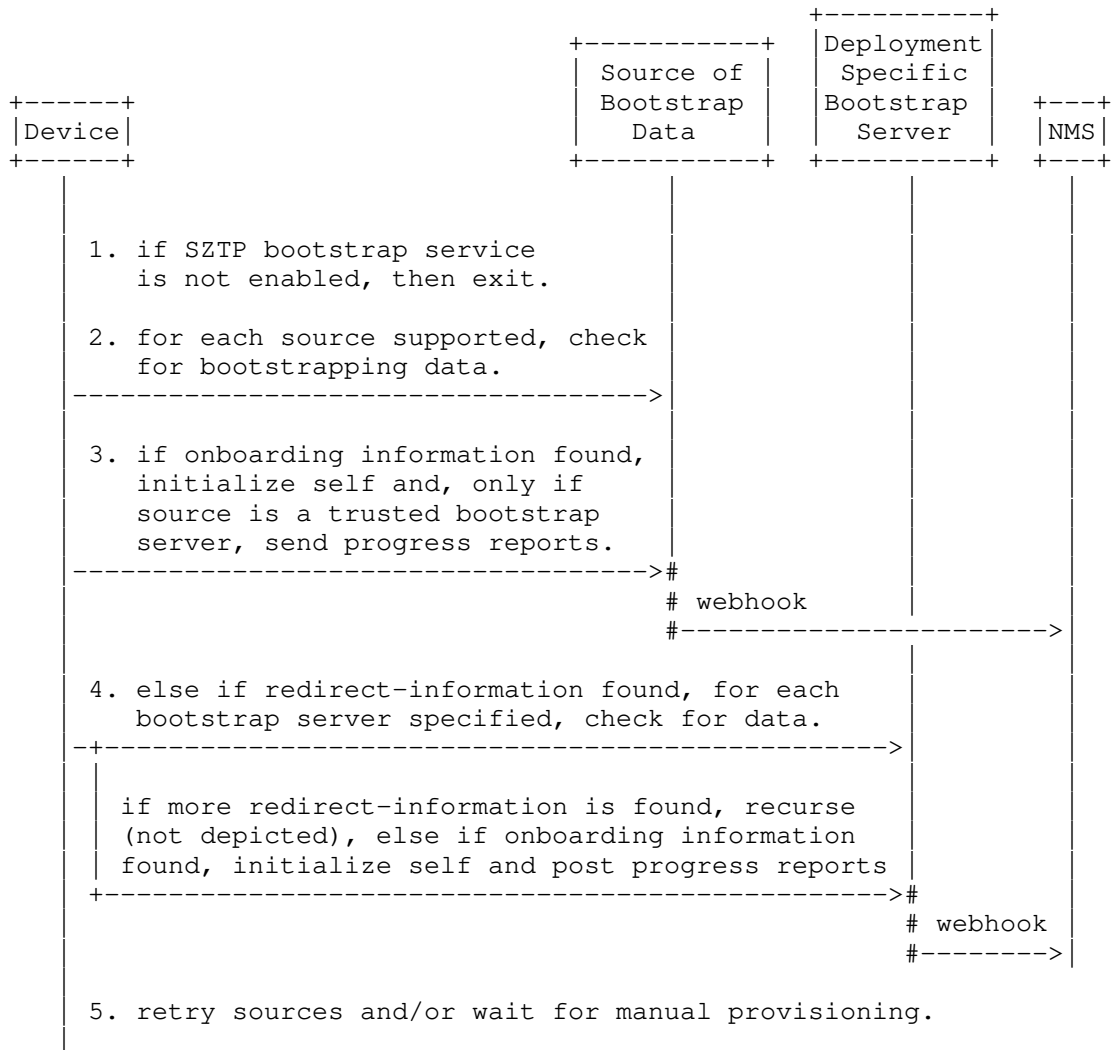 Deployment
Source of Specific
Bootstrap Bootstrap
Device Data Server NMS
1. if SZTP bootstrap service
is not enabled, then exit.
2. for each source supported, check
for bootstrapping data.
3. if onboarding information found,
initialize self and, only if
source is a trusted bootstrap
server, send progress reports.
# webhook
4. else if redirect-information found, for each
bootstrap server specified, check for data.
if more redirect-information is found, recurse
(not depicted), else if onboarding information
found, initialize self and post progress reports
# webhook
5. retry sources and/or wait for manual provisioning.